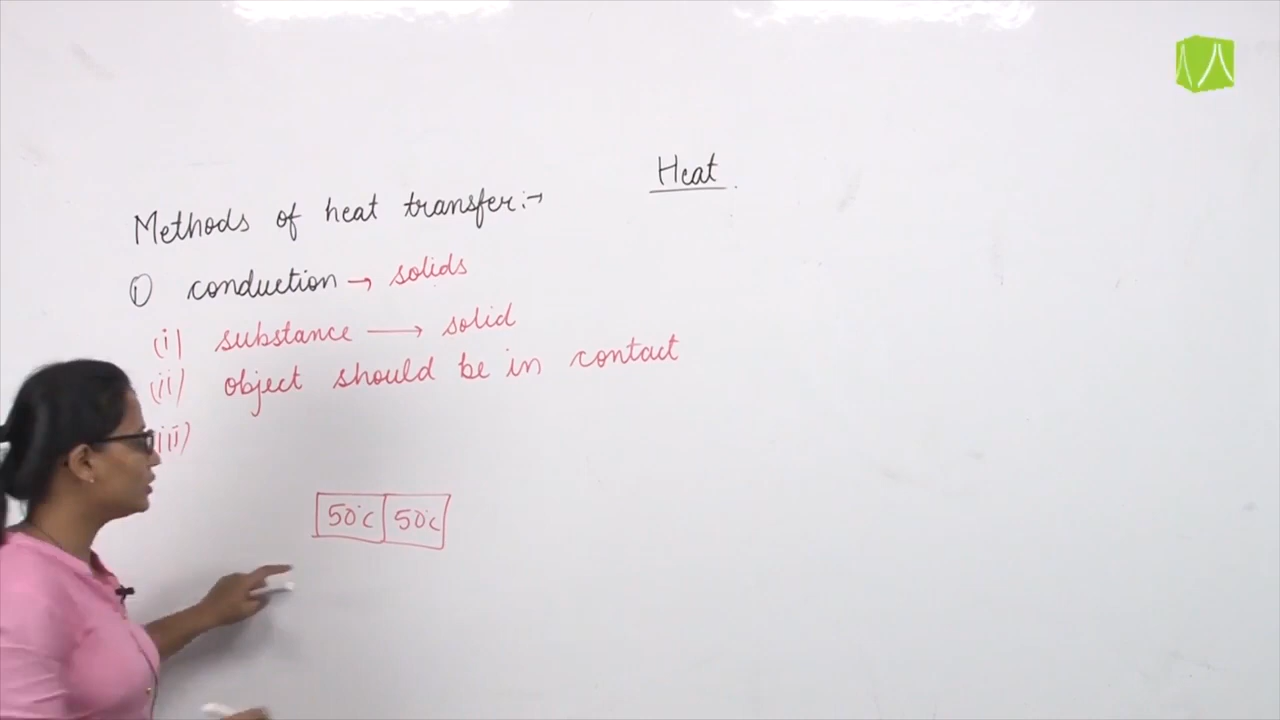 Heat
Methods of heat transfer:→
① conduction → solids
(i) substance → solid
(ii) object should be in contact
iii)
50°C 50°C